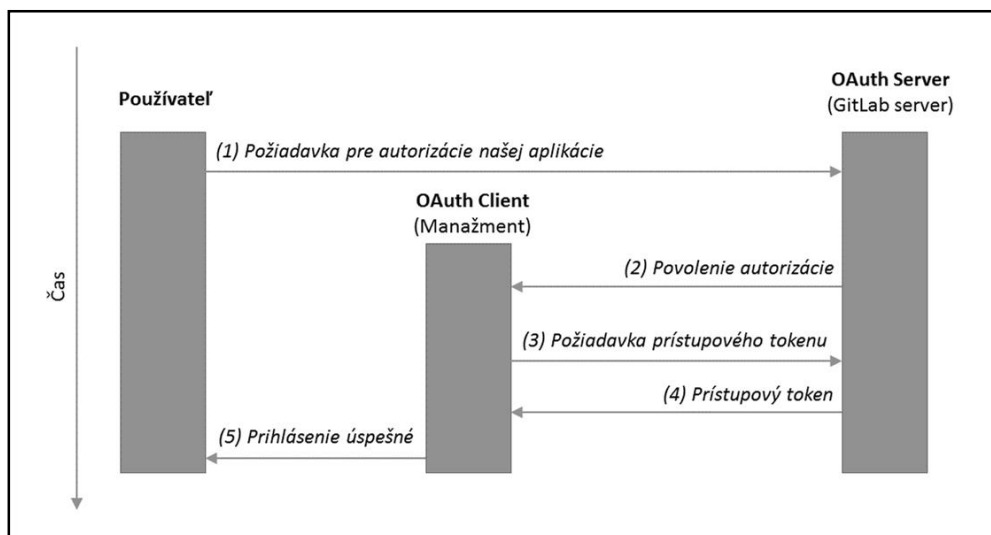 Používateľ
OAuth Server
(GitLab server)
(1) Požiadavka pre autorizácie našej aplikácie
OAuth Client
(Manažment)
(2) Povolenie autorizácie
Čas
(3) Požiadavka prístupového tokenu
(4) Prístupový token
(5) Prihlásenie úspešné